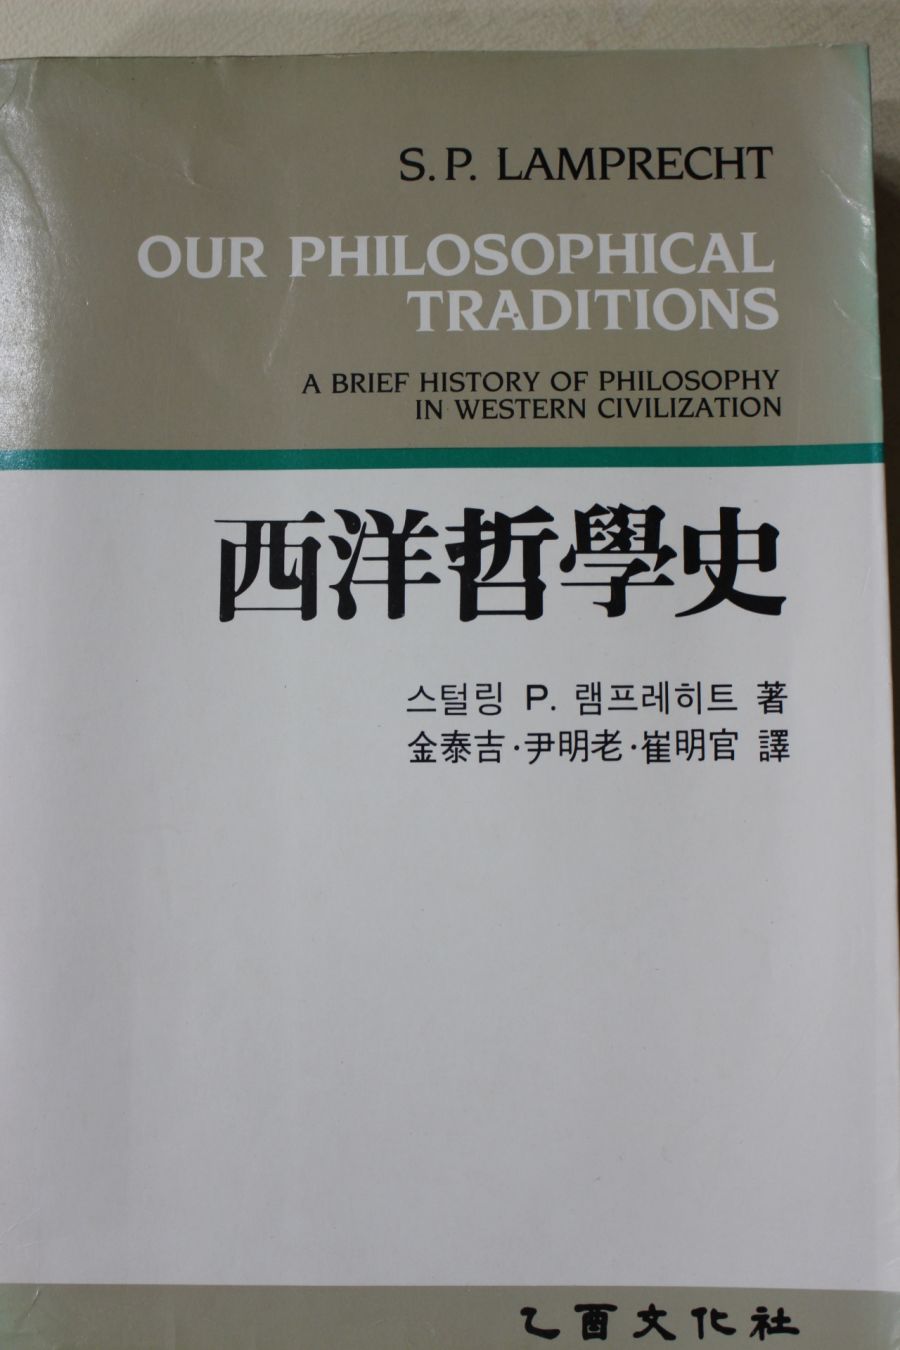 S. P. LAMPRECHT
OUR PHILOSOPHICAL
TRADITIONS
A BRIEF HISTORY OF PHILOSOPHY
IN WESTERN CIVILIZATION
西洋哲學史
스털링 P. 램프레히트 著
金泰吉·尹明老·崔明官 譯
乙酉文化社